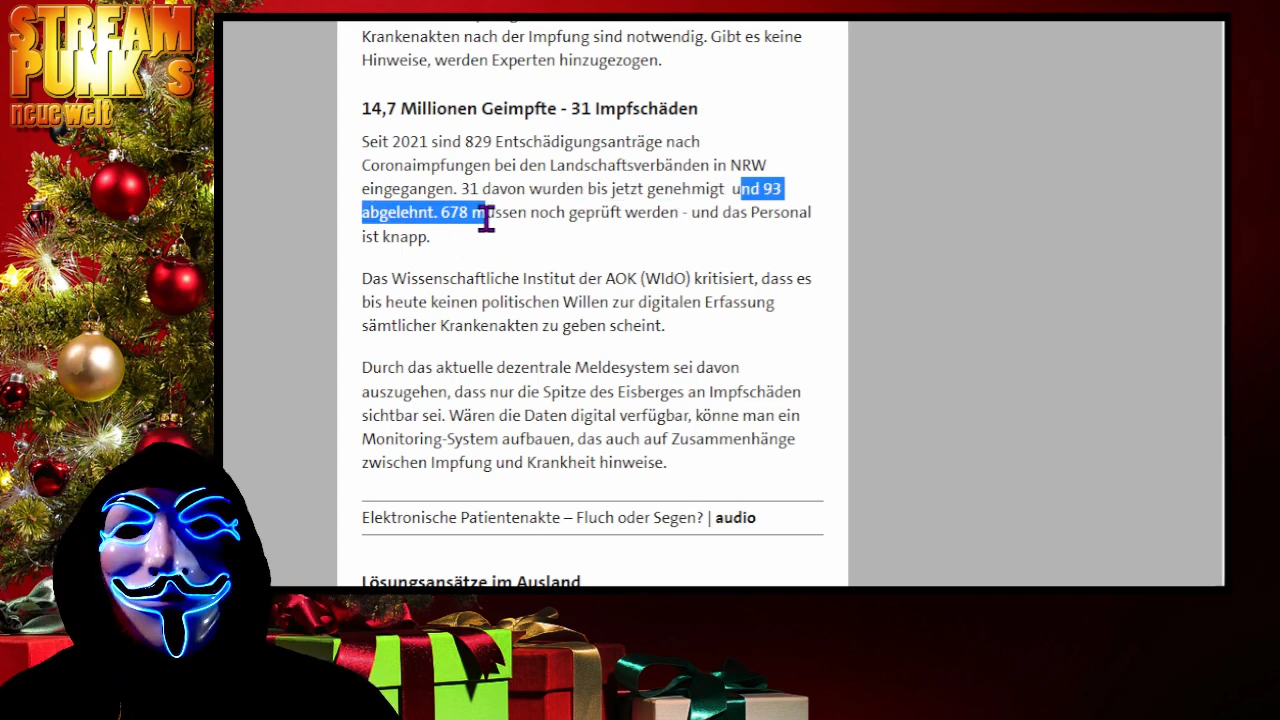 STREAM
PUNK´s
neue welt
Krankenakten nach der Impfung sind notwendig. Gibt es keine
Hinweise, werden Experten hinzugezogen.
14,7 Millionen Geimpfte - 31 Impfschäden
Seit 2021 sind 829 Entschädigungsanträge nach
Coronaimpfungen bei den Landschaftsverbänden in NRW
eingegangen. 31 davon wurden bis jetzt genehmigt und 93
abgelehnt. 678 müssen noch geprüft werden - und das Personal
ist knapp.
Das Wissenschaftliche Institut der AOK (WIdO) kritisiert, dass es
bis heute keinen politischen Willen zur digitalen Erfassung
sämtlicher Krankenakten zu geben scheint.
Durch das aktuelle dezentrale Meldesystem sei davon
auszugehen, dass nur die Spitze des Eisberges an Impfschäden
sichtbar sei. Wären die Daten digital verfügbar, könne man ein
Monitoring-System aufbauen, das auch auf Zusammenhänge
zwischen Impfung und Krankheit hinweise.
Elektronische Patientenakte – Fluch oder Segen? | audio
Lösungsansätze im Ausland